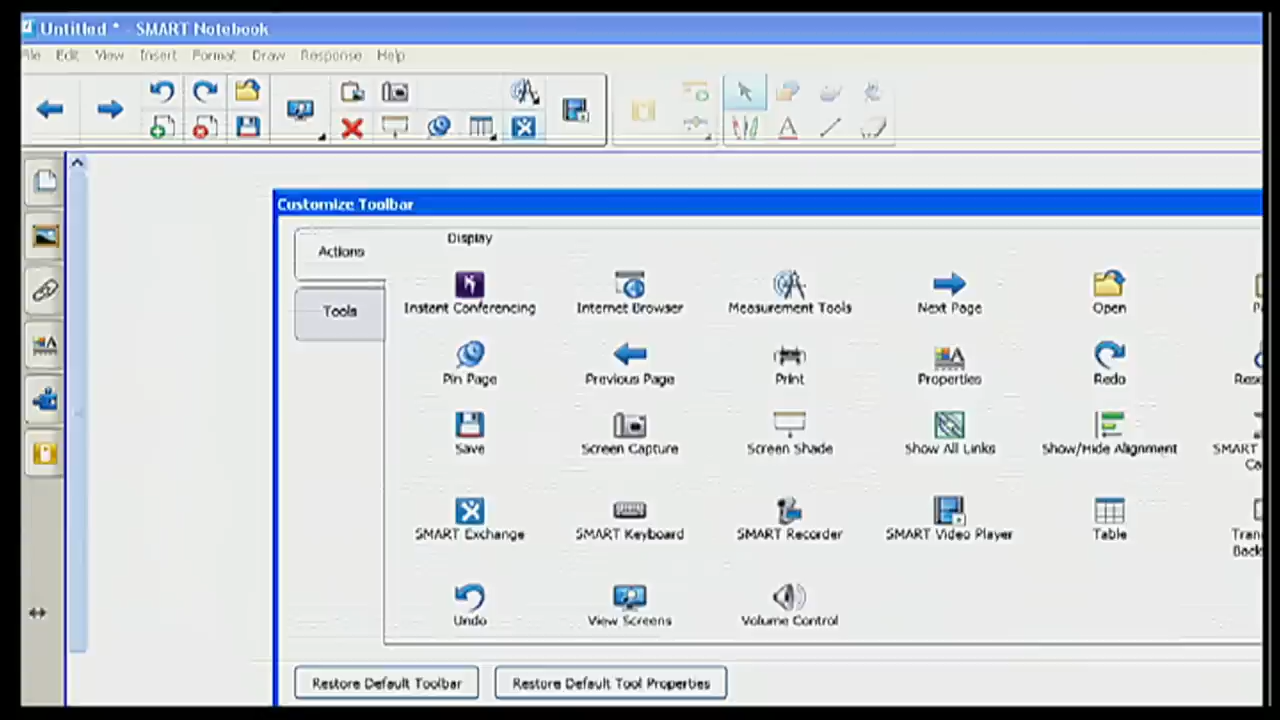 Untitled * - SMART Notebook
Edit View Insert Format Draw Response Help
Customize Toolbar
Actions
Display
Tools
Instant Conferencing Internet Browser Measurement Tools Next Page Open
Pin Page Previous Page Print Properties Redo
Save Screen Capture Screen Shade Show All Links Show/Hide Alignment SMART
SMART Exchange SMART Keyboard SMART Recorder SMART Video Player Table
Undo View Screens Volume Control
Restore Default Toolbar Restore Default Tool Properties